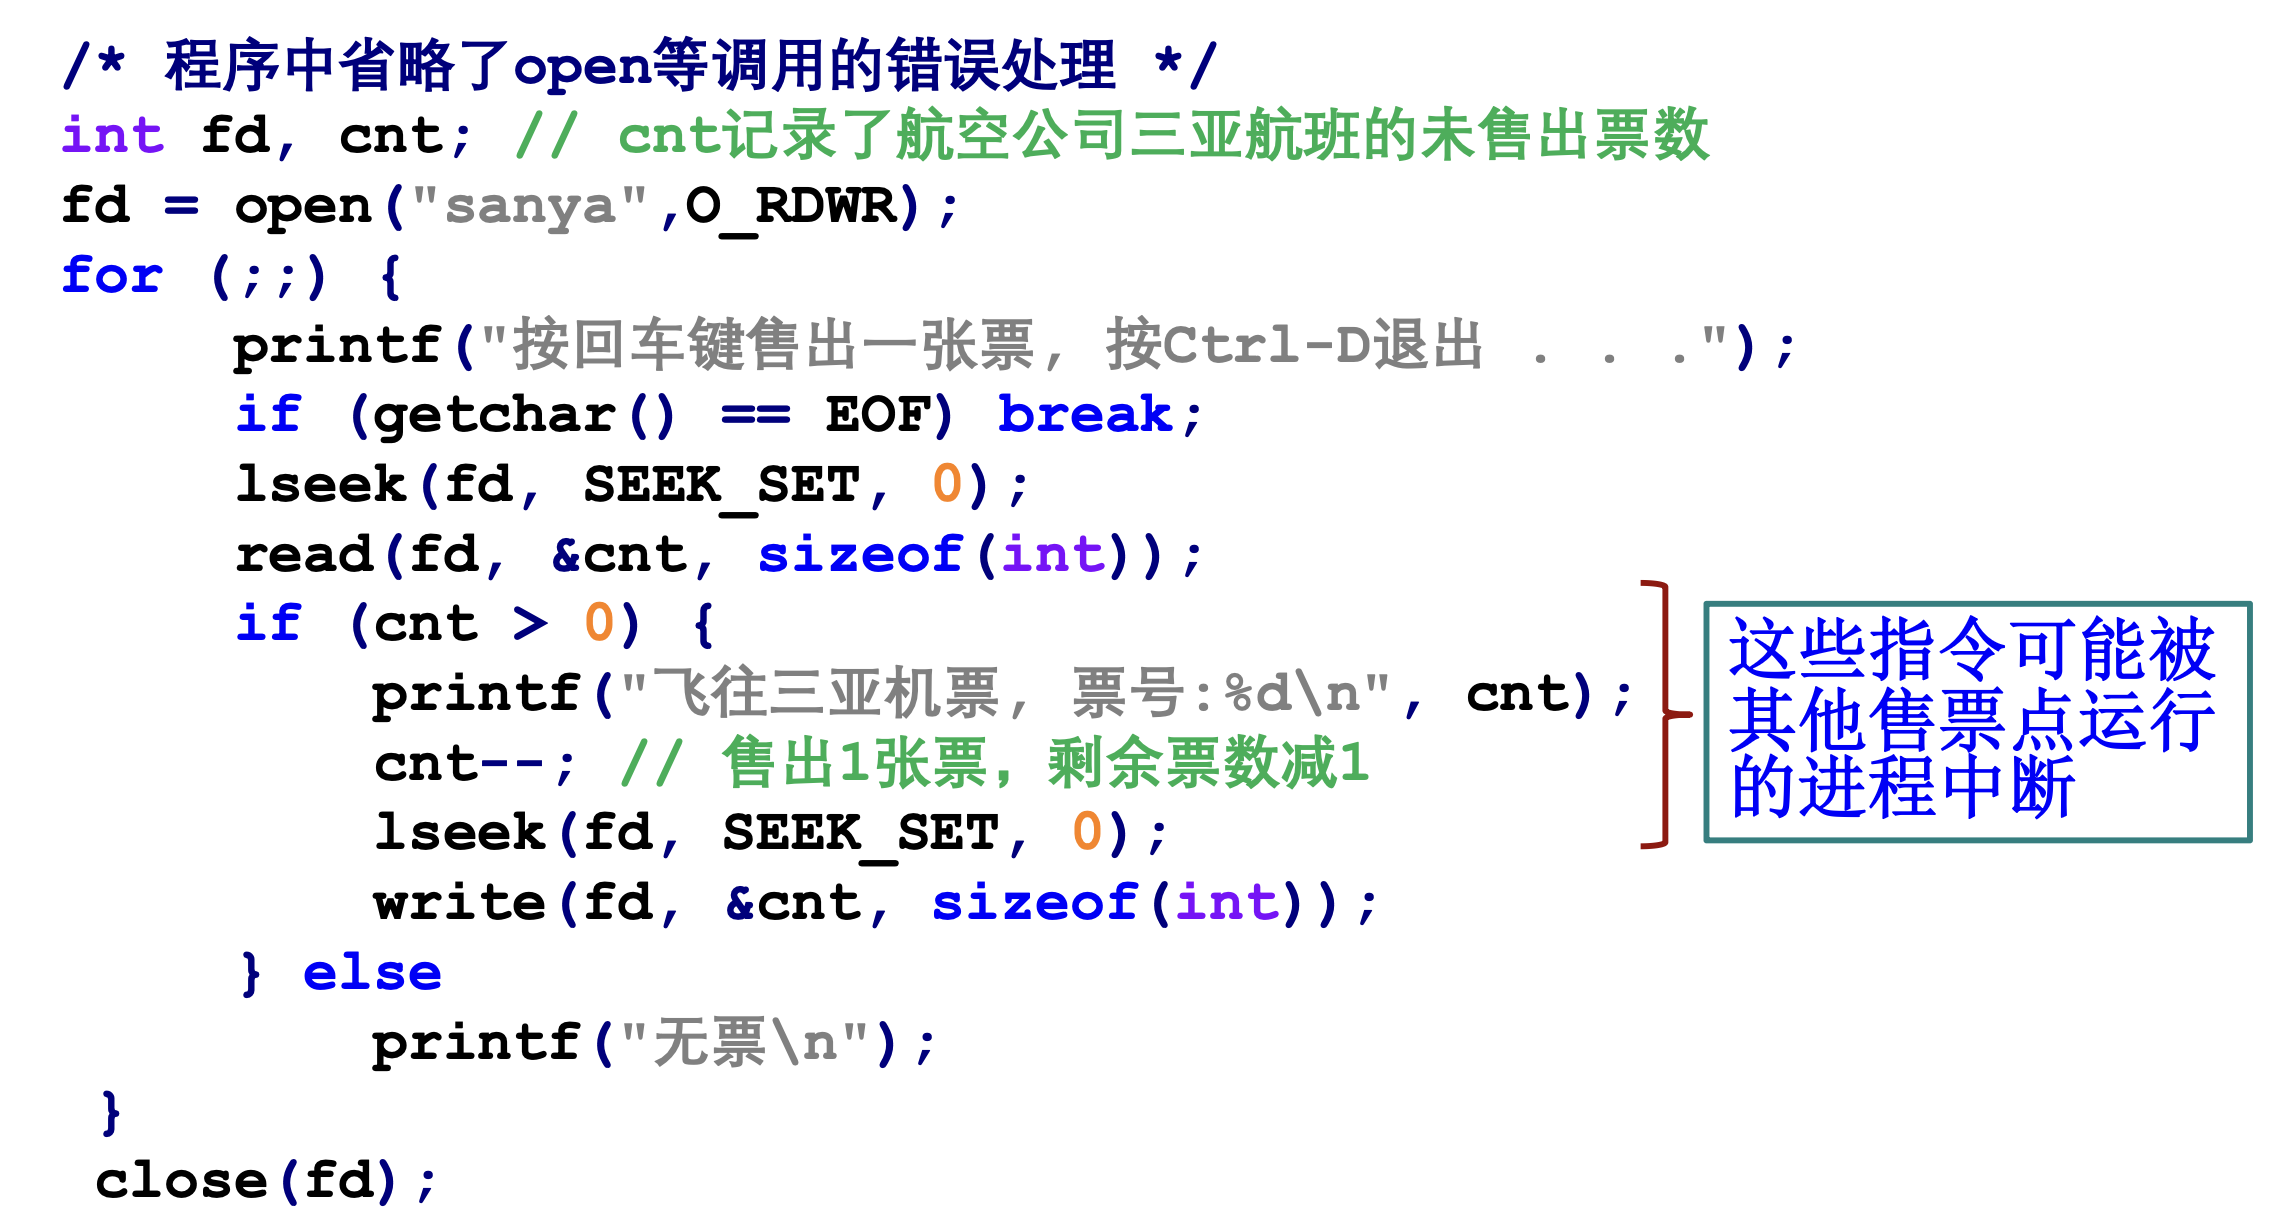 /* 程序中省略了open等调用的错误处理 */
int fd, cnt; // cnt记录了航空公司三亚航班的未售出票数
fd = open("sanya",O_RDWR);
for (;;) {
printf("按回车键售出一张票, 按Ctrl-D退出 . . .");
if (getchar() == EOF) break;
lseek(fd, SEEK_SET, 0);
read(fd, &cnt, sizeof(int));
if (cnt > 0) {
printf("飞往三亚机票, 票号:%d\n", cnt);
cnt--; // 售出1张票，剩余票数减1
lseek(fd, SEEK_SET, 0);
write(fd, &cnt, sizeof(int));
} else
printf("无票\n");
}
close(fd);
这些指令可能被
其他售票点运行
的进程中断